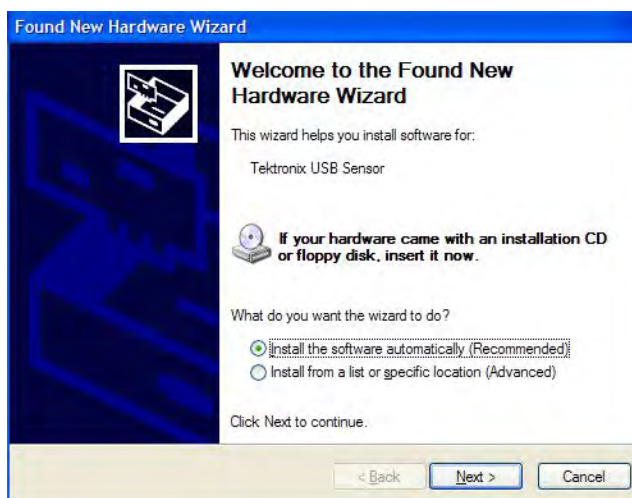 Found New Hardware Wizard
Welcome to the Found New
Hardware Wizard
This wizard helps you install software for:
Tektronix USB Sensor
If your hardware came with an installation CD
or floppy disk, insert it now.
What do you want the wizard to do?
Install the software automatically (Recommended)
Install from a list or specific location (Advanced)
Click Next to continue.
< Back Next > Cancel